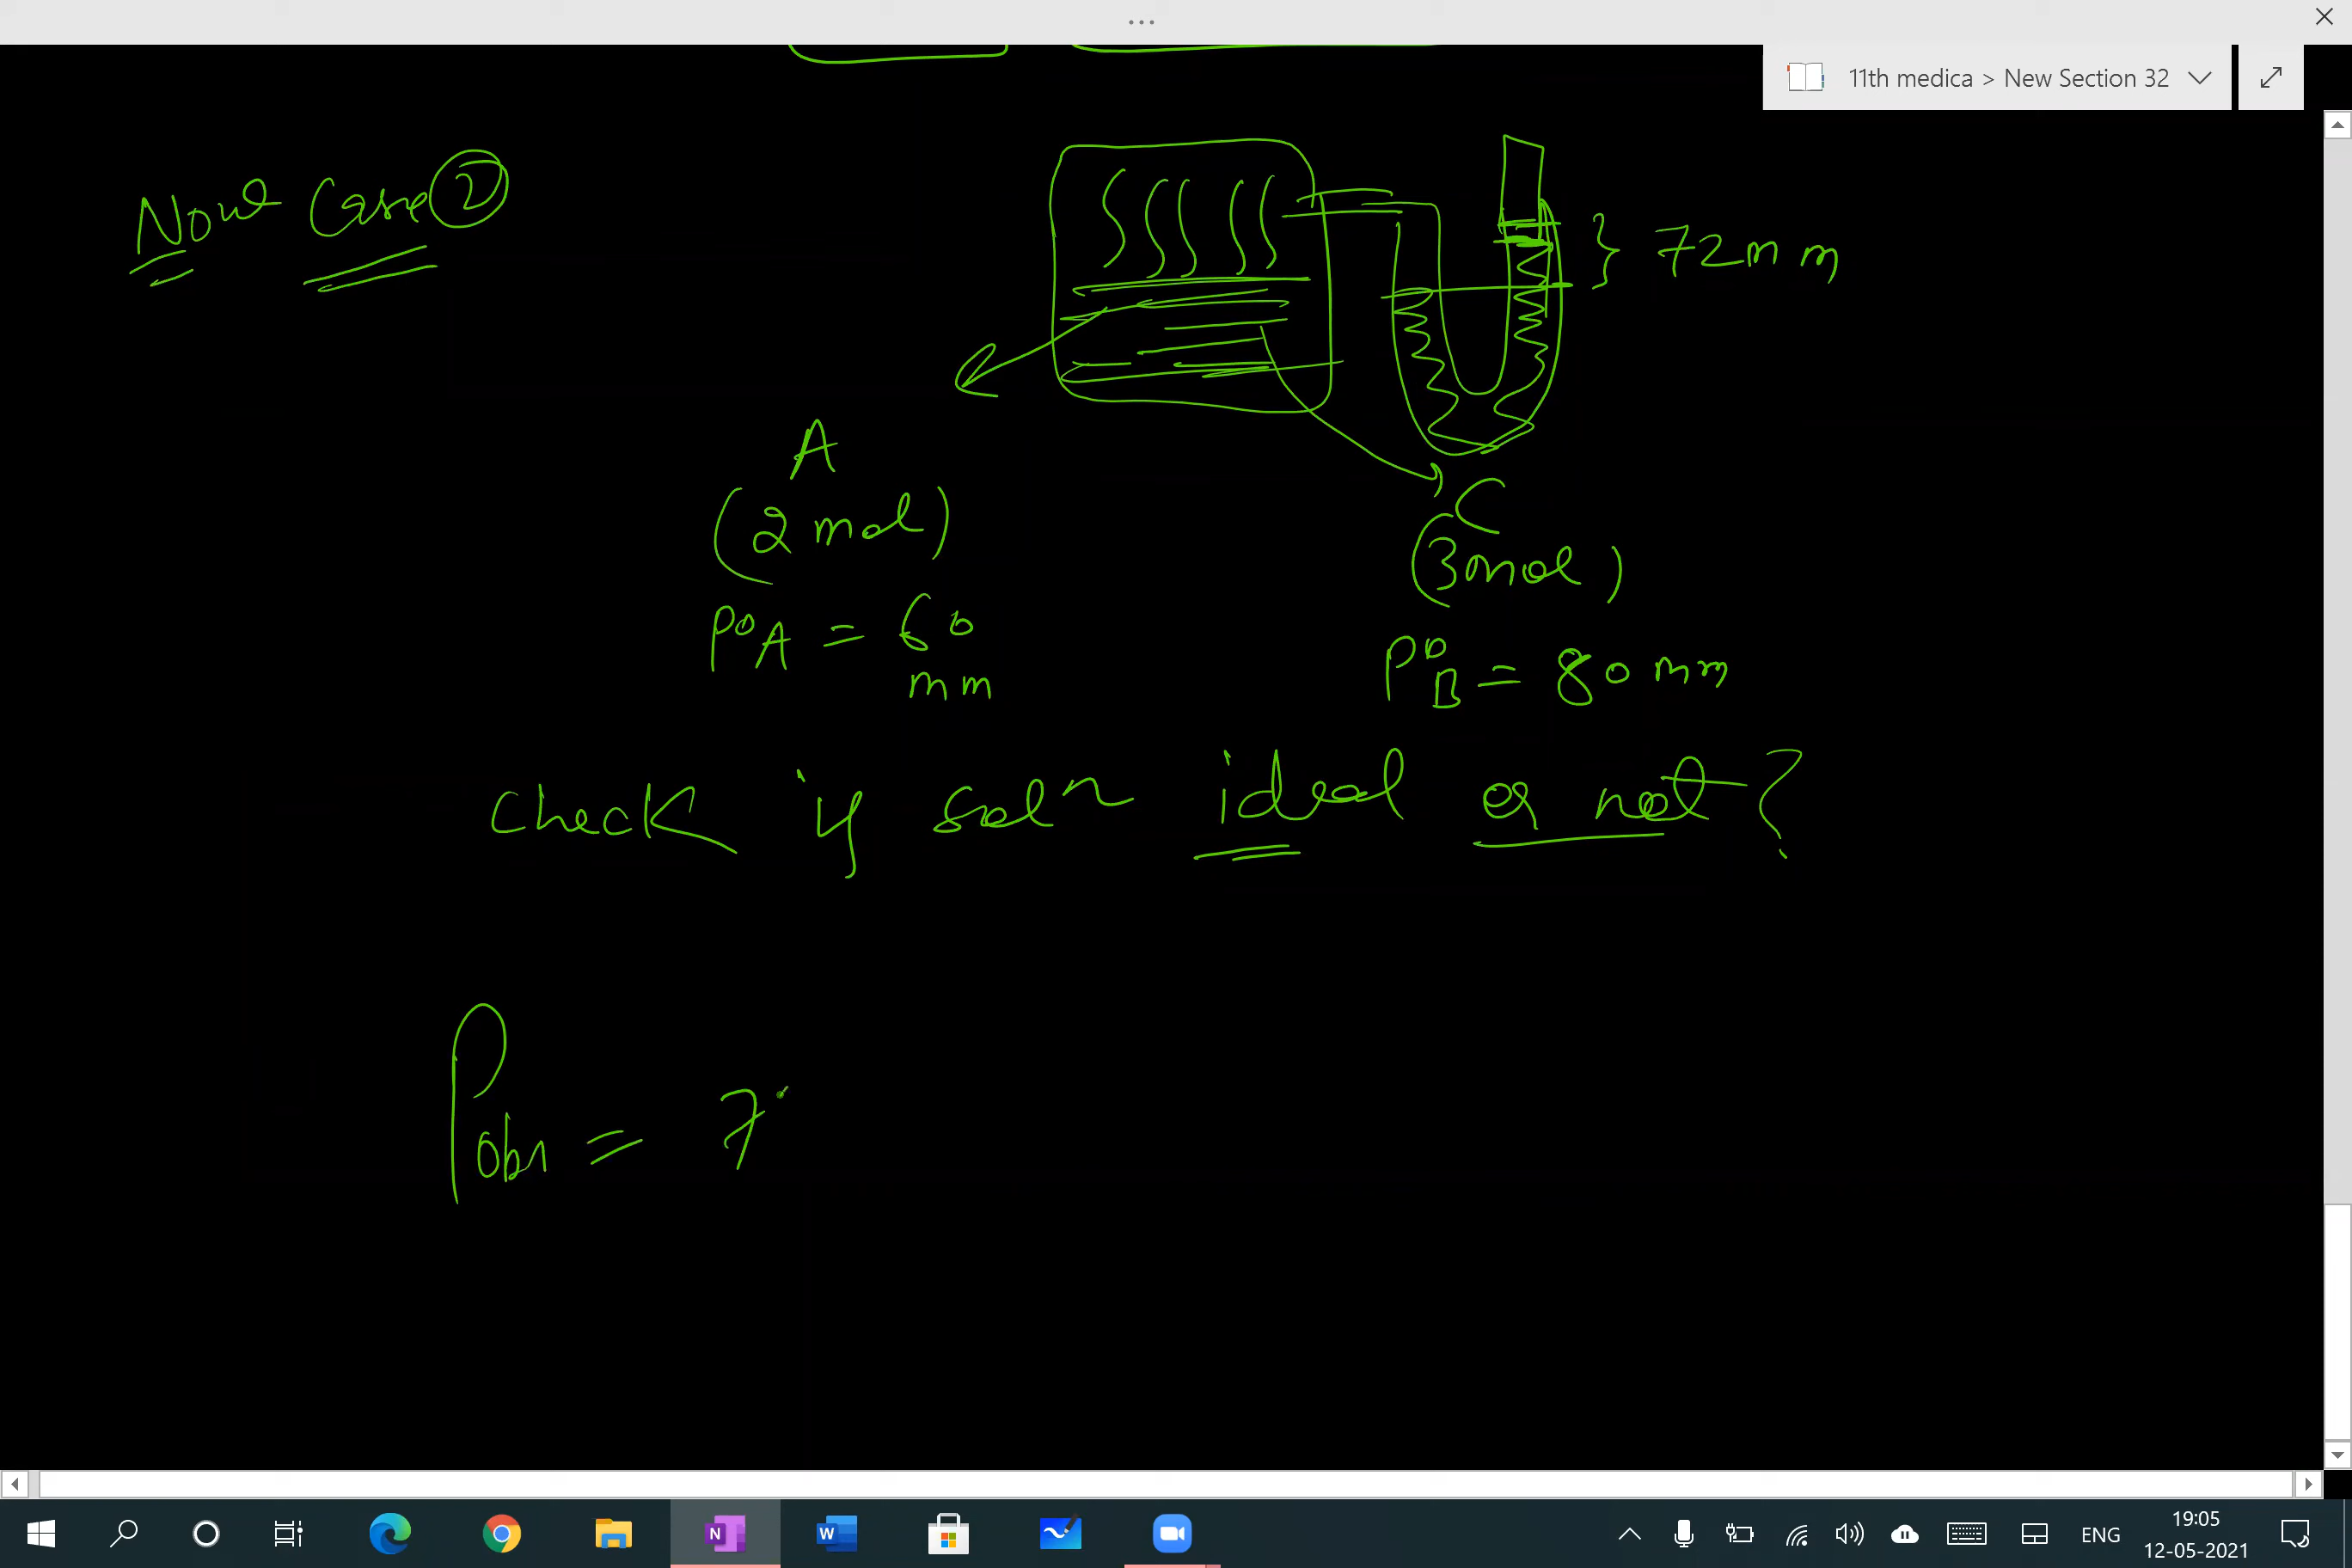 11th medica > New Section 32
Now Case ②
72mm
A
(2 mol)
P°A = 60
mm
C
(3mol)
P°B = 80 mm
Check if soln ideal or not?
Pobs = 7
ENG
19:05
12-05-2021